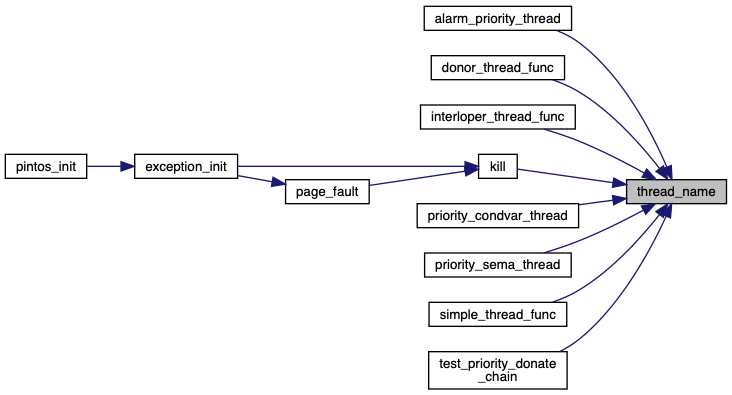 alarm_priority_thread
donor_thread_func
interloper_thread_func
pintos_init
exception_init
kill
page_fault
thread_name
priority_condvar_thread
priority_sema_thread
simple_thread_func
test_priority_donate
_chain